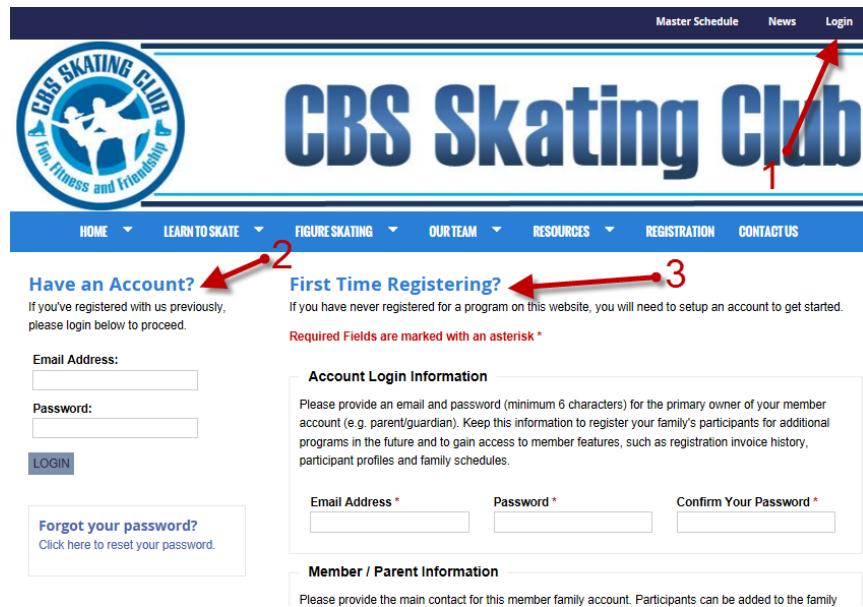 Master Schedule News Login
CBS SKATING CLUB
Fun, Fitness and Friendship
CBS Skating Club
1
HOME LEARN TO SKATE FIGURE SKATING OUR TEAM RESOURCES REGISTRATION CONTACT US
2
3
Have an Account?
If you've registered with us previously,
please login below to proceed.
Email Address:
Password:
LOGIN
Forgot your password?
Click here to reset your password.
First Time Registering?
If you have never registered for a program on this website, you will need to setup an account to get started.
Required Fields are marked with an asterisk *
Account Login Information
Please provide an email and password (minimum 6 characters) for the primary owner of your member
account (e.g. parent/guardian). Keep this information to register your family's participants for additional
programs in the future and to gain access to member features, such as registration invoice history,
participant profiles and family schedules.
Email Address * Password * Confirm Your Password *
Member / Parent Information
Please provide the main contact for this member family account. Participants can be added to the family